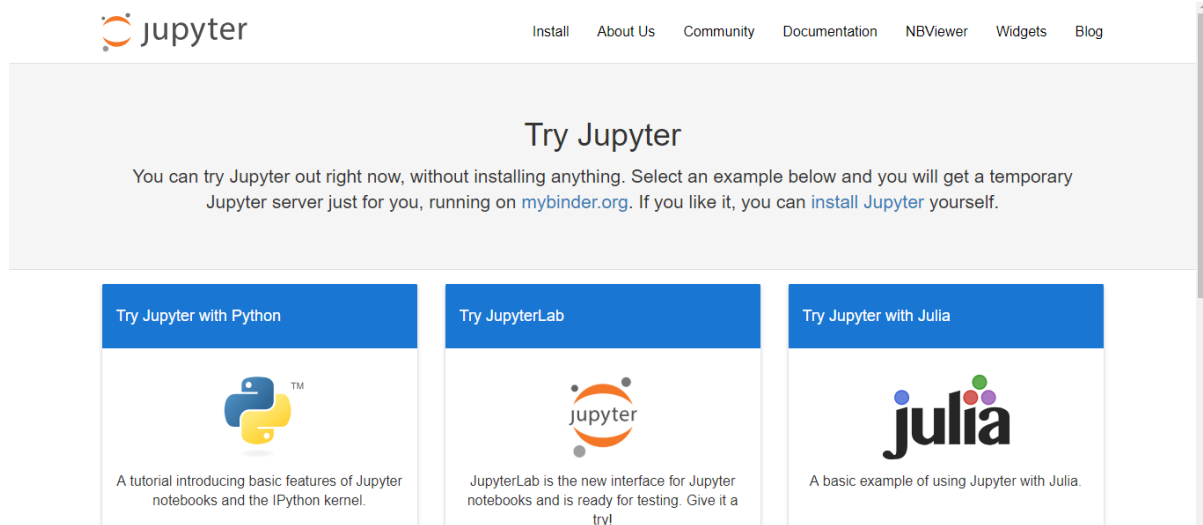 jupyter
Install About Us Community Documentation NBViewer Widgets Blog
Try Jupyter
You can try Jupyter out right now, without installing anything. Select an example below and you will get a temporary
Jupyter server just for you, running on mybinder.org. If you like it, you can install Jupyter yourself.
Try Jupyter with Python
TM
A tutorial introducing basic features of Jupyter
notebooks and the IPython kernel.
Try JupyterLab
jupyter
JupyterLab is the new interface for Jupyter
notebooks and is ready for testing. Give it a
try!
Try Jupyter with Julia
julia
A basic example of using Jupyter with Julia.